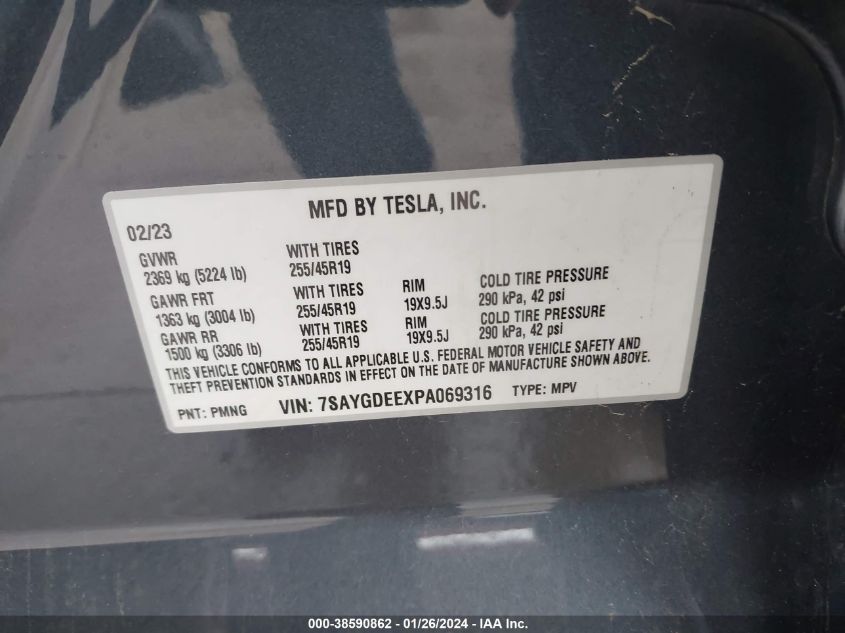 MFD BY TESLA, INC.
02/23
GVWR WITH TIRES
2369 kg (5224 lb) 255/45R19
GAWR FRT WITH TIRES RIM COLD TIRE PRESSURE
1363 kg (3004 lb) 255/45R19 19X9.5J 290 kPa, 42 psi
GAWR RR WITH TIRES RIM COLD TIRE PRESSURE
1500 kg (3306 lb) 255/45R19 19X9.5J 290 kPa, 42 psi
THIS VEHICLE CONFORMS TO ALL APPLICABLE U.S. FEDERAL MOTOR VEHICLE SAFETY AND
THEFT PREVENTION STANDARDS IN EFFECT ON THE DATE OF MANUFACTURE SHOWN ABOVE.
PNT: PMNG VIN: 7SAYGDEEXPA069316 TYPE: MPV
000-38590862 - 01/26/2024 - IAA Inc.